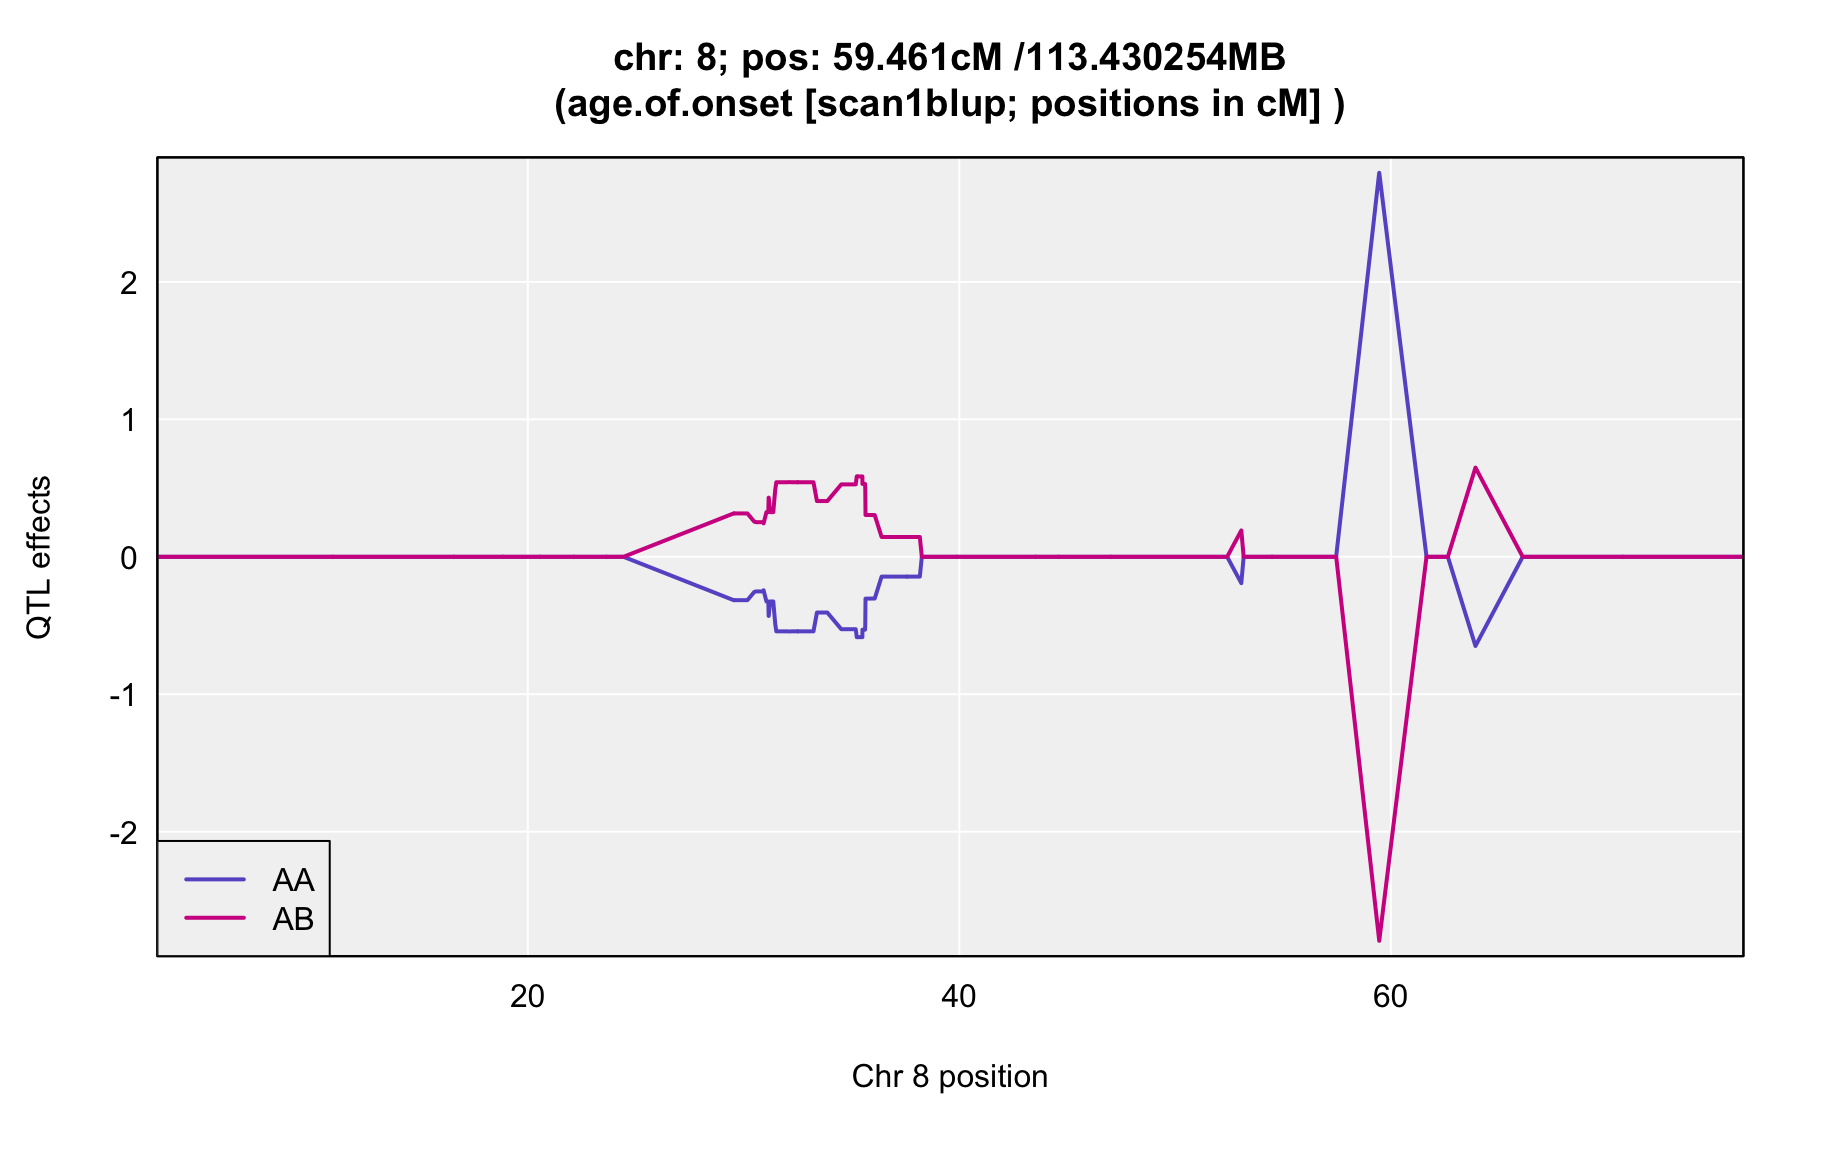 chr: 8; pos: 59.461cM /113.430254MB
(age.of.onset [scan1blup; positions in cM] )
QTL effects
2
1
0
-1
-2
AA
AB
20
40
60
Chr 8 position